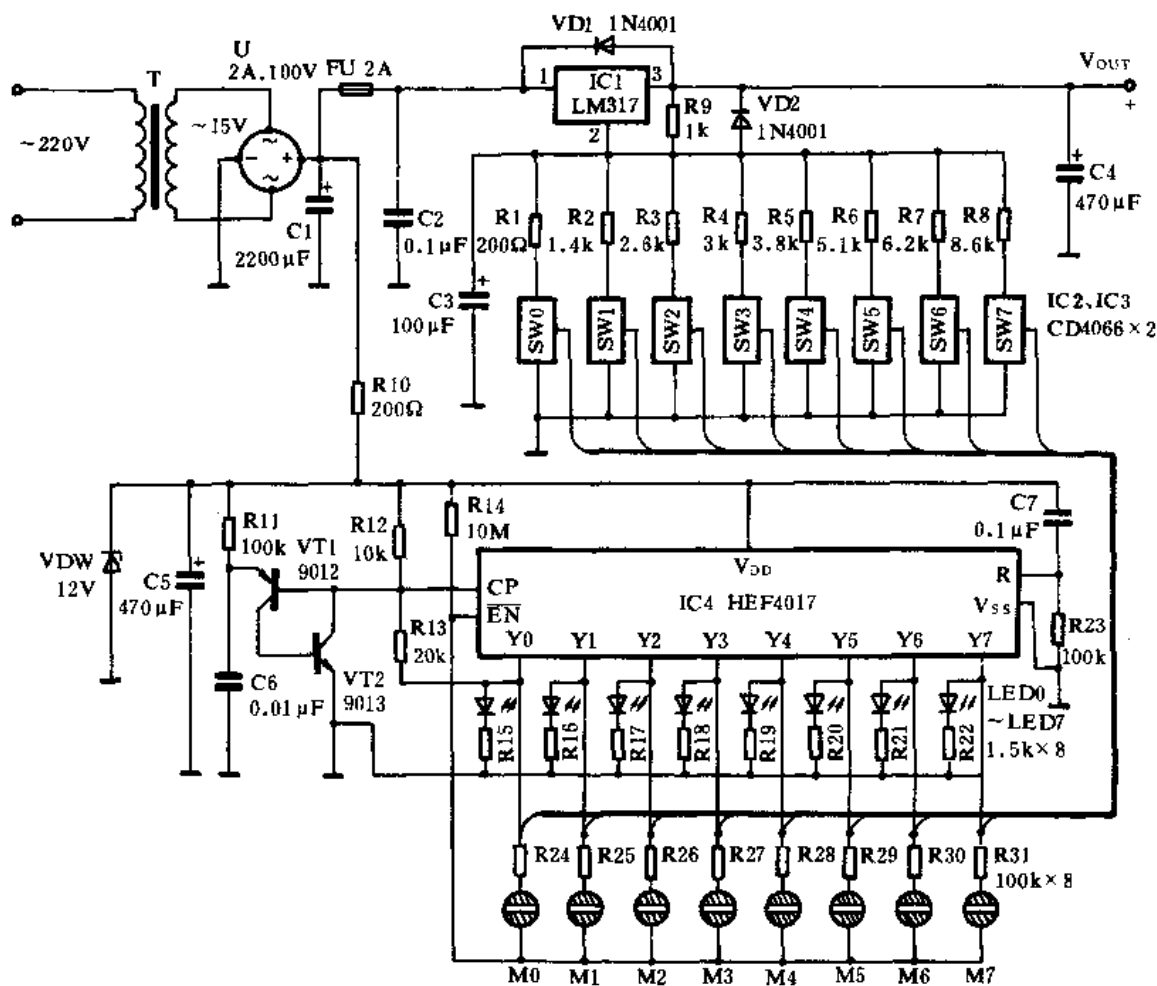 VD1 1N4001
U
2A,100V
FU 2A
T
1
IC1
LM317
3
2
VOUT
+
R9
1k
VD2
1N4001
~220V
~15V
~
−
+
~
+
C1
2200μF
C2
0.1μF
+
C3
100μF
R1
200Ω
R2
1.4k
R3
2.6k
R4
3k
R5
3.8k
R6
5.1k
R7
6.2k
R8
8.6k
+
C4
470μF
SW0
SW1
SW2
SW3
SW4
SW5
SW6
SW7
IC2,IC3
CD4066×2
R10
200Ω
R11
100k
VT1
9012
R12
10k
R14
10M
C7
0.1μF
VDW
12V
+
C5
470μF
VDD
CP
EN
IC4 HEF4017
R
VSS
Y0
Y1
Y2
Y3
Y4
Y5
Y6
Y7
R13
20k
R23
100k
C6
0.01μF
VT2
9013
R15
R16
R17
R18
R19
R20
R21
R22
LED0
~LED7
1.5k×8
R24
R25
R26
R27
R28
R29
R30
R31
100k×8
M0
M1
M2
M3
M4
M5
M6
M7